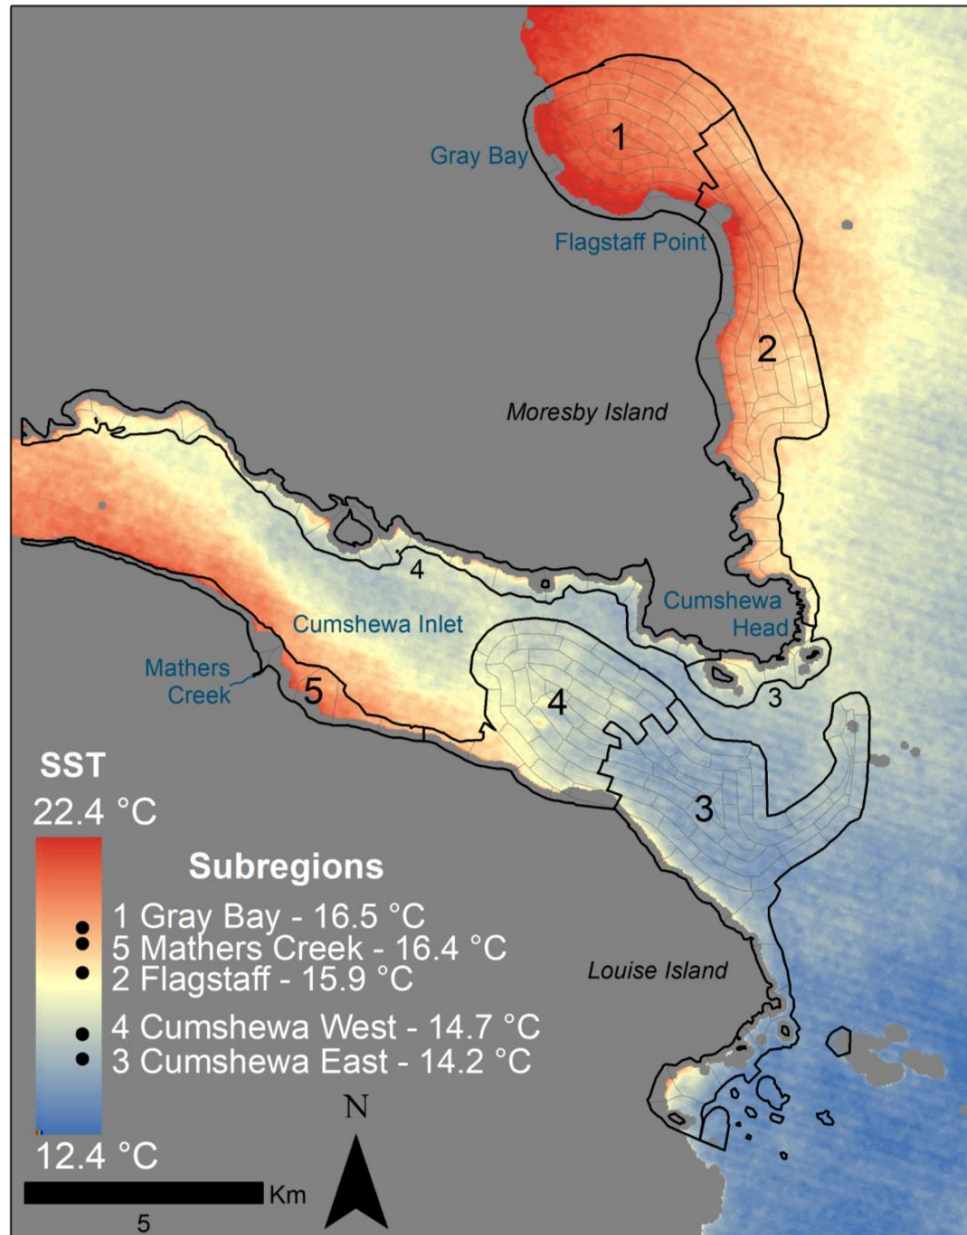 1
Gray Bay
Flagstaff Point
2
Moresby Island
4
Cumshewa
Head
Cumshewa Inlet
Mathers
Creek
5
4
3
3
SST
22.4 °C
Subregions
1 Gray Bay - 16.5 °C
5 Mathers Creek - 16.4 °C
2 Flagstaff - 15.9 °C
4 Cumshewa West - 14.7 °C
3 Cumshewa East - 14.2 °C
12.4 °C
Louise Island
N
Km
5